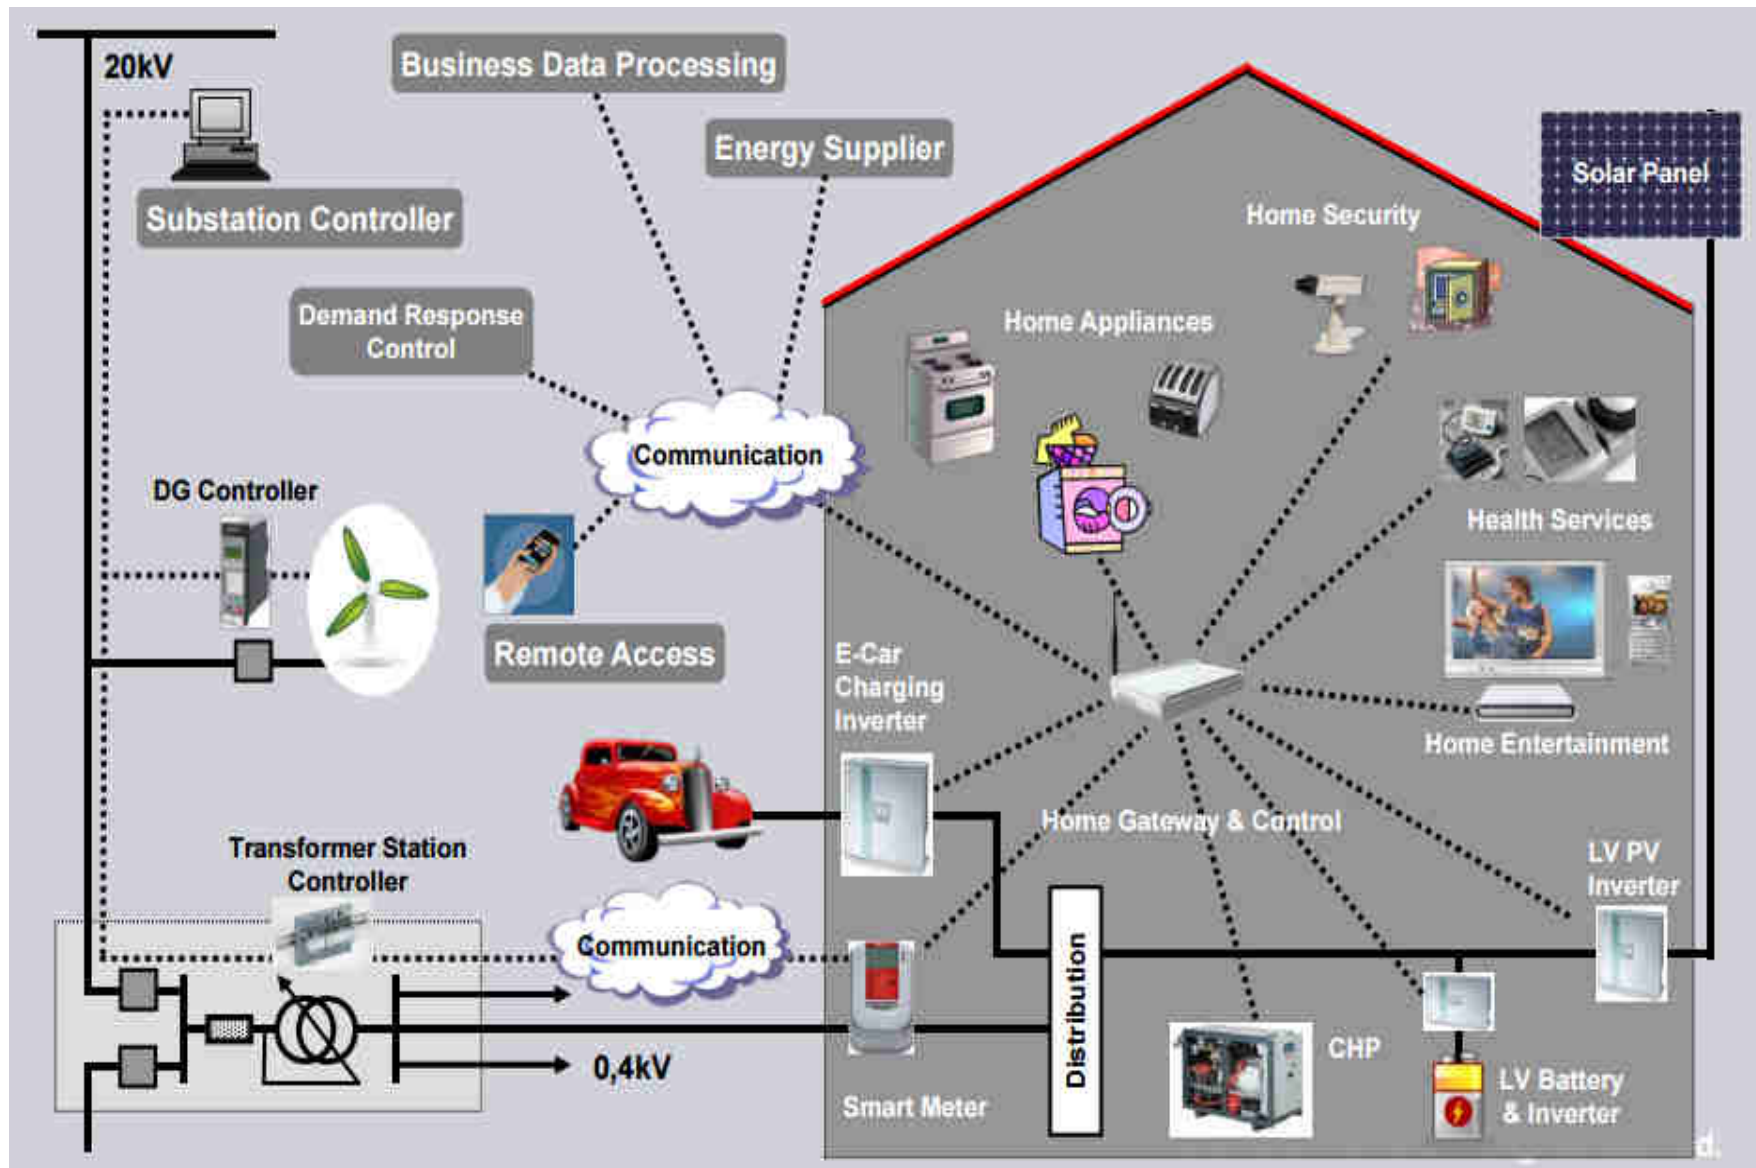 20kV
Business Data Processing
Energy Supplier
Substation Controller
Solar Panel
Home Security
Demand Response
Control
Home Appliances
Communication
DG Controller
Health Services
Remote Access
E-Car
Charging
Inverter
Home Entertainment
Home Gateway & Control
Transformer Station
Controller
LV PV
Inverter
Communication
Distribution
0,4kV
CHP
Smart Meter
LV Battery
& Inverter
d.